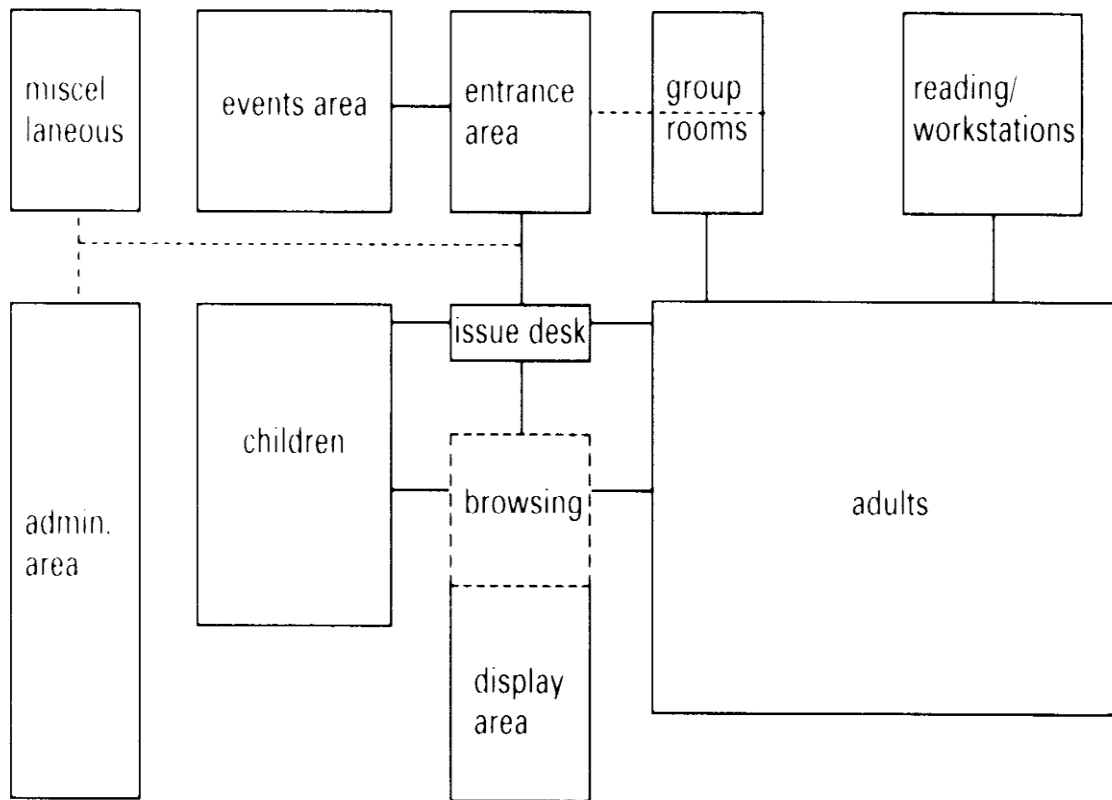 miscel
laneous
events area
entrance
area
group
rooms
reading/
workstations
issue desk
children
browsing
adults
admin.
area
display
area